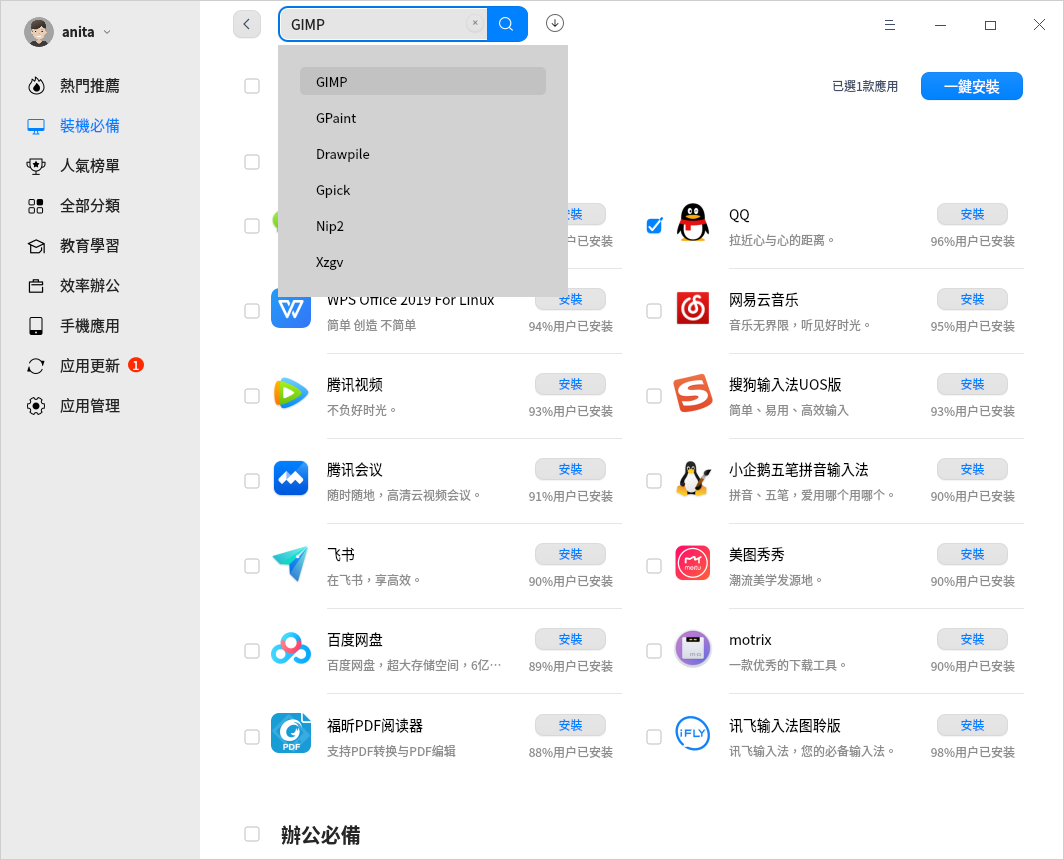 anita
GIMP
熱門推薦
裝機必備
人氣榜單
全部分類
教育學習
效率辦公
手機應用
应用更新 1
应用管理
GIMP
GPaint
Drawpile
Gpick
Nip2
Xzgv
已選1款應用
一鍵安裝
裝
户已安装
QQ
拉近心与心的距离。
安裝
96%用户已安装
WPS Office 2019 For Linux
简单 创造 不简单
安裝
94%用户已安装
网易云音乐
音乐无界限，听见好时光。
安裝
95%用户已安装
腾讯视频
不负好时光。
安裝
93%用户已安装
搜狗输入法UOS版
简单、易用、高效输入
安裝
93%用户已安装
腾讯会议
随时随地，高清云视频会议。
安裝
91%用户已安装
小企鹅五笔拼音输入法
拼音、五笔，爱用哪个用哪个。
安裝
90%用户已安装
飞书
在飞书，享高效。
安裝
90%用户已安装
meitu
美图秀秀
潮流美学发源地。
安裝
90%用户已安装
百度网盘
百度网盘，超大存储空间，6亿…
安裝
89%用户已安装
motrix
一款优秀的下载工具。
安裝
90%用户已安装
PDF
福昕PDF阅读器
支持PDF转换与PDF编辑
安裝
88%用户已安装
iFLY
讯飞输入法图聆版
讯飞输入法，您的必备输入法。
安裝
98%用户已安装
辦公必備